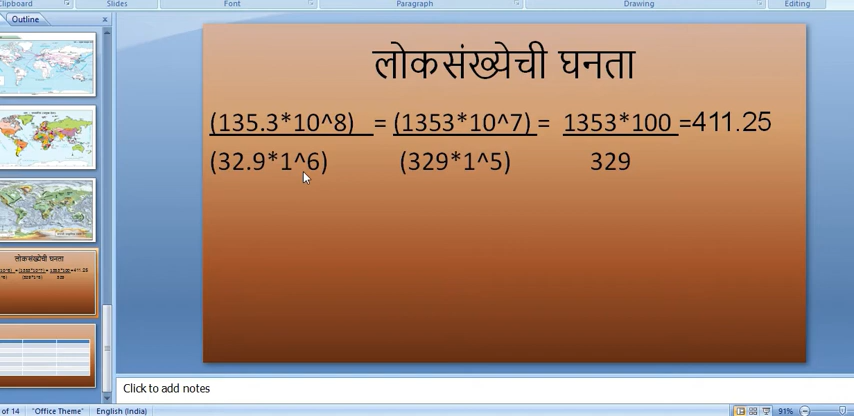 Clipboard Slides Font Paragraph Drawing Editing
Outline x
लोकसंख्येची घनता
(135.3*10^8) = (1353*10^7) = 1353*100 =411.25
(32.9*1^6) (329*1^5) 329
लोकसंख्येची घनता
Click to add notes
of 14 "Office Theme" English (India) 91%